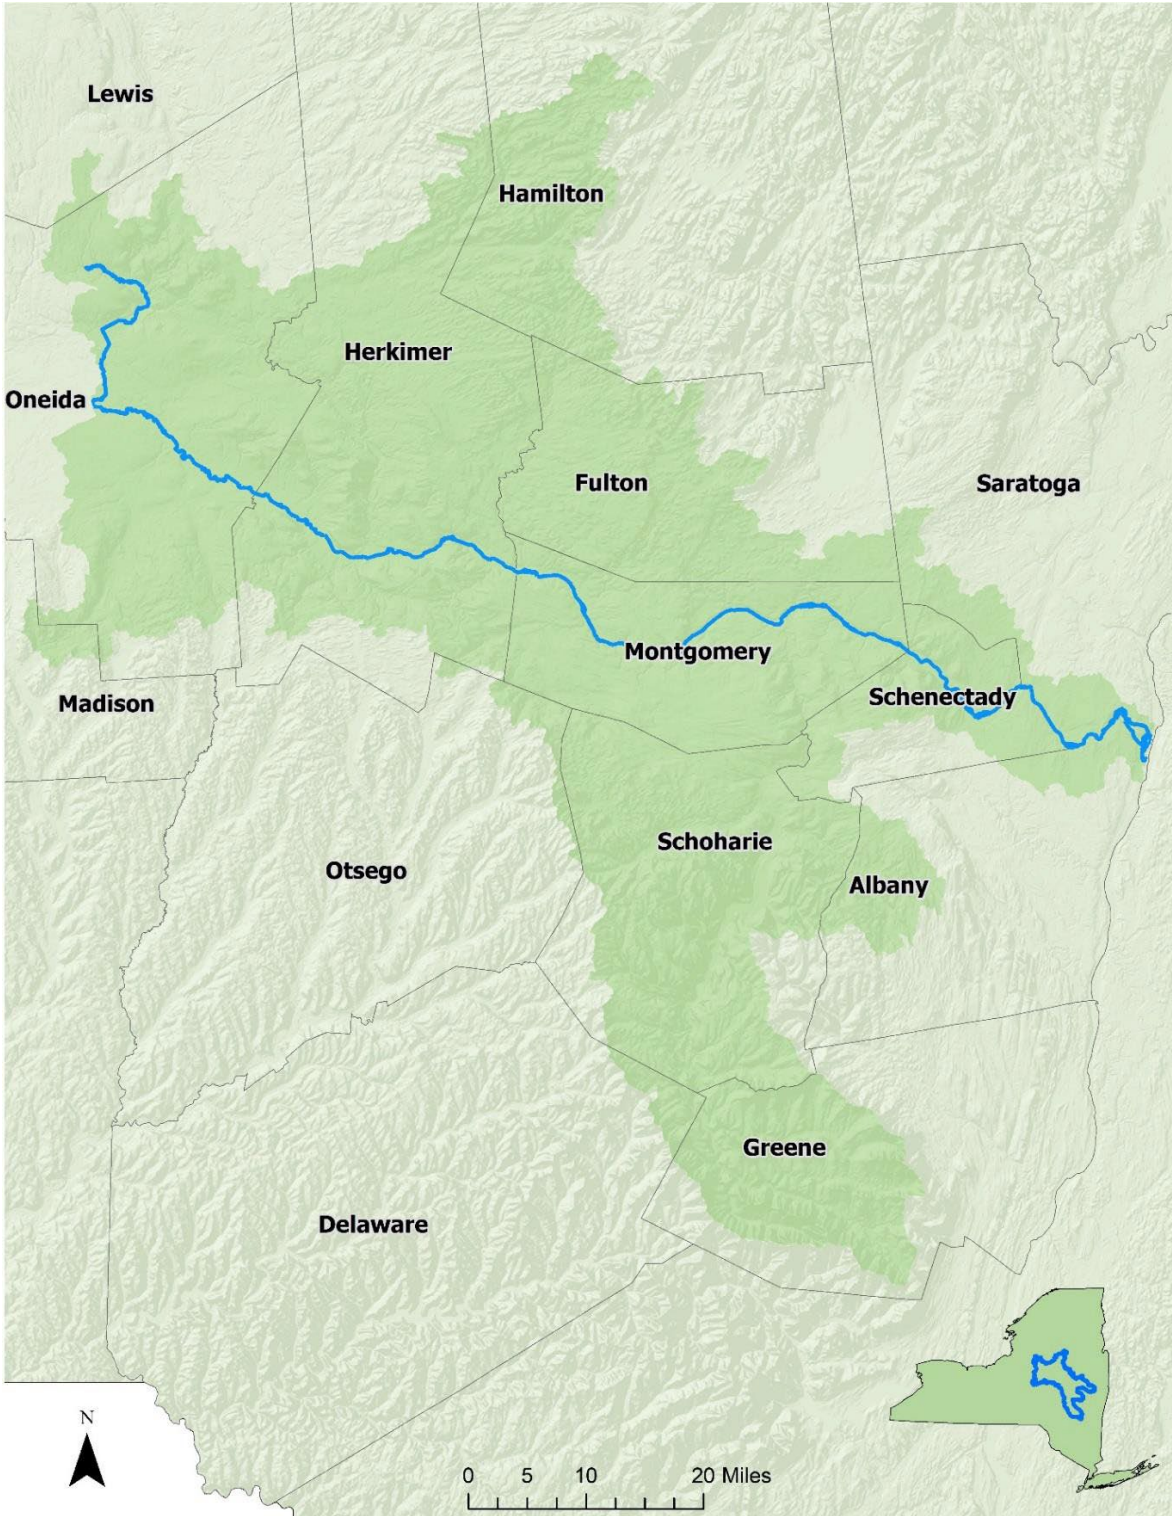 Lewis
Hamilton
Herkimer
Oneida
Fulton
Saratoga
Montgomery
Schenectady
Madison
Schoharie
Otsego
Albany
Greene
Delaware
N
0 5 10 20 Miles